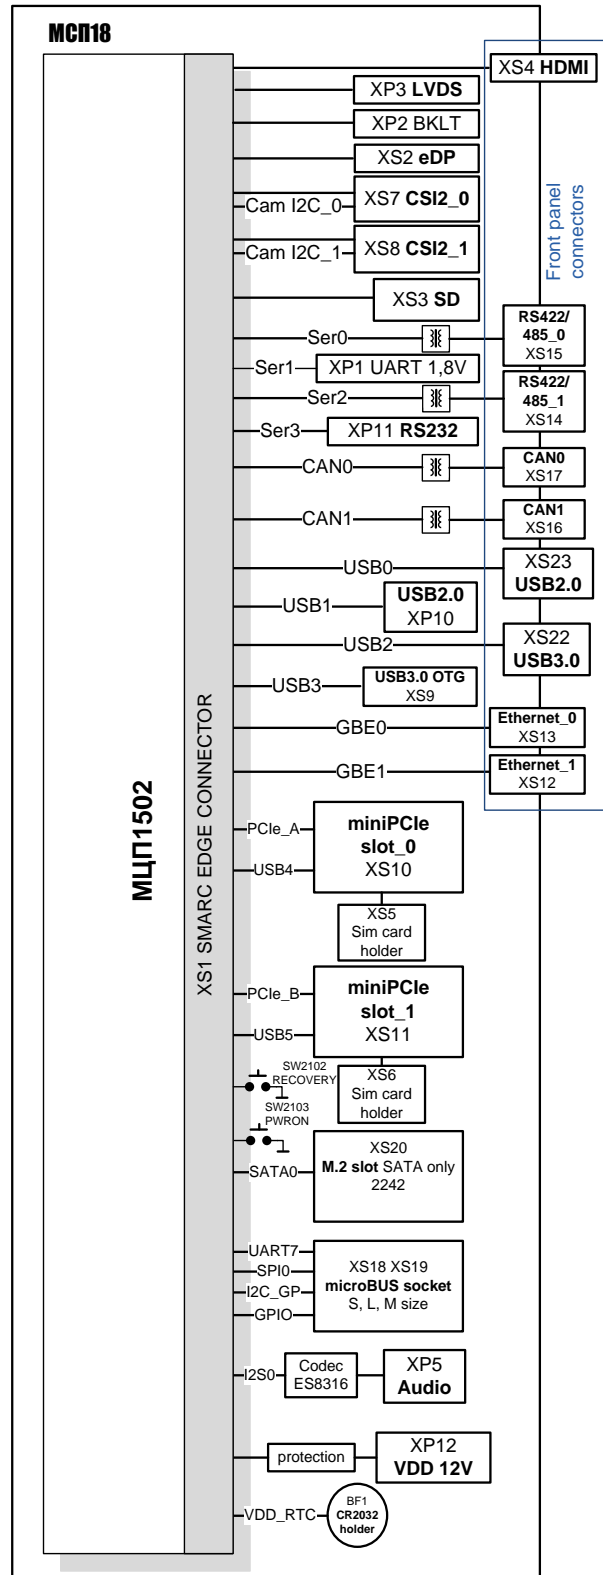 МСП18
XS4 HDMI
XP3 LVDS
XP2 BKLT
XS2 eDP
XS7 CSI2_0
Cam I2C_0
XS8 CSI2_1
Cam I2C_1
Front panel
connectors
XS3 SD
RS422/
485_0
XS15
Ser0
Ser1
XP1 UART 1,8V
RS422/
485_1
XS14
Ser2
Ser3
XP11 RS232
CAN0
CAN0
XS17
CAN1
CAN1
XS16
USB0
XS23
USB2.0
USB1
USB2.0
XP10
USB2
XS22
USB3.0
USB3
USB3.0 OTG
XS9
GBE0
Ethernet_0
XS13
GBE1
Ethernet_1
XS12
МЦП1502
XS1 SMARC EDGE CONNECTOR
PCIe_A
USB4
miniPCIe
slot_0
XS10
XS5
Sim card
holder
PCIe_B
USB5
miniPCIe
slot_1
XS11
XS6
Sim card
holder
SW2102
RECOVERY
SW2103
PWRON
SATA0
XS20
M.2 slot SATA only
2242
UART7
SPI0
I2C_GP
GPIO
XS18 XS19
microBUS socket
S, L, M size
I2S0
Codec
ES8316
XP5
Audio
protection
XP12
VDD 12V
VDD_RTC
BF1
CR2032
holder